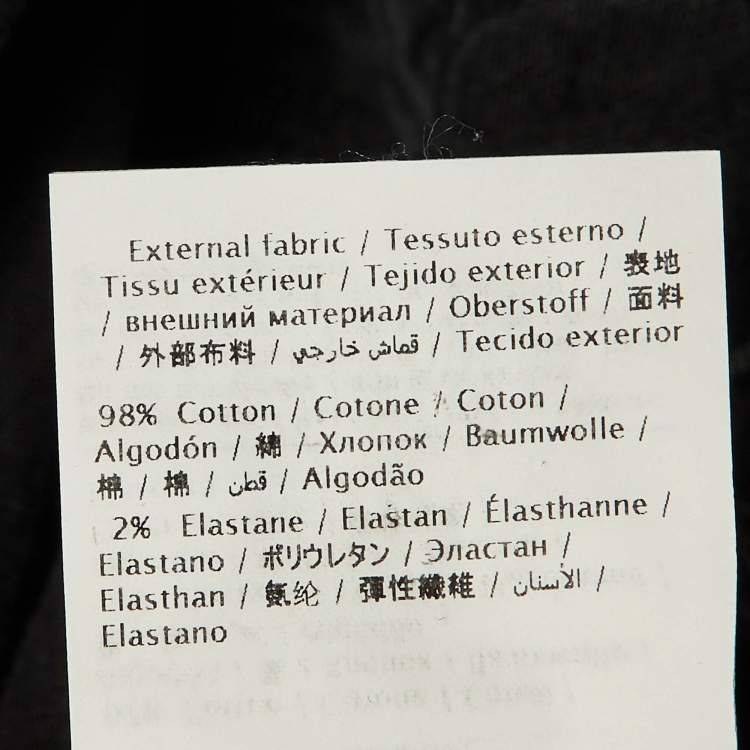 External fabric / Tessuto esterno /
Tissu extérieur / Tejido exterior / 表地
/ внешний материал / Oberstoff / 面料
/ 外部布料 / قماش خارجي / Tecido exterior
98% Cotton / Cotone / Coton /
Algodón / 綿 / Хлопок / Baumwolle /
棉 / 棉 / قطن / Algodão
2% Elastane / Elastan / Élasthanne /
Elastano / ポリウレタン / Эластан /
Elasthan / 氨纶 / 彈性纖維 / الاستان /
Elastano